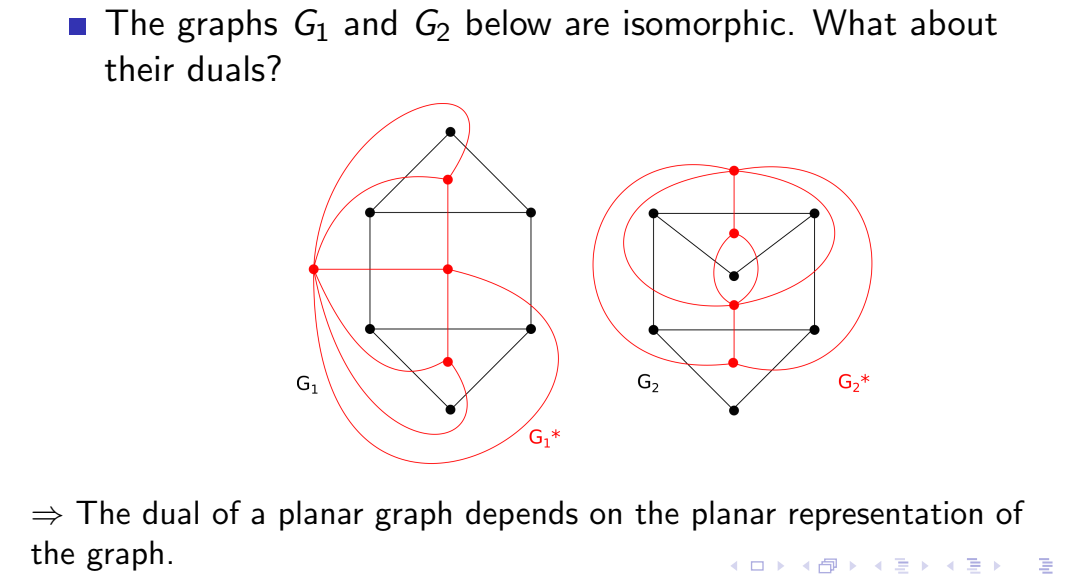 The graphs G₁ and G₂ below are isomorphic. What about
their duals?
G₁
G₁*
G₂
G₂*
⇒ The dual of a planar graph depends on the planar representation of
the graph.